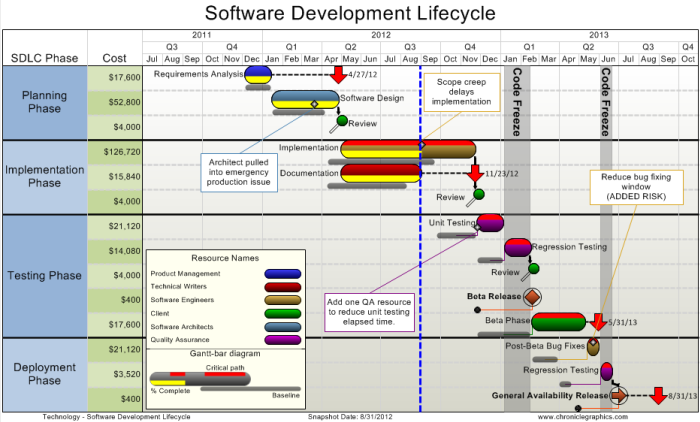 Software Development Lifecycle
2011 2012 2013
Q3 Q4 Q1 Q2 Q3 Q4 Q1 Q2 Q3 Q4
SDLC Phase Cost Jul Aug Sep Oct Nov Dec Jan Feb Mar Apr May Jun Jul Aug Sep Oct Nov Dec Jan Feb Mar Apr May Jun Jul Aug Sep Oct
Planning
Phase
$17,600
$52,800
$4,000
Requirements Analysis
4/27/12
Software Design
Review
Scope creep
delays
implementation
Code Freeze
Code Freeze
Architect pulled
into emergency
production issue
Implementation
Phase
$126,720
$15,840
$4,000
Implementation
Documentation
11/23/12
Review
Reduce bug fixing
window
(ADDED RISK)
Testing Phase
$21,120
$14,080
$4,000
$400
$17,600
Unit Testing
Regression Testing
Review
Beta Release
Beta Phase
5/31/13
Add one QA resource
to reduce unit testing
elapsed time.
Resource Names
Product Management
Technical Writers
Software Engineers
Client
Software Architects
Quality Assurance
Gantt-bar diagram
Critical path
% Complete
Baseline
Deployment
Phase
$21,120
$3,520
$400
Post-Beta Bug Fixes
Regression Testing
General Availability Release
8/31/13
Technology - Software Development Lifecycle
Snapshot Date: 8/31/2012
www.chroniclegraphics.com